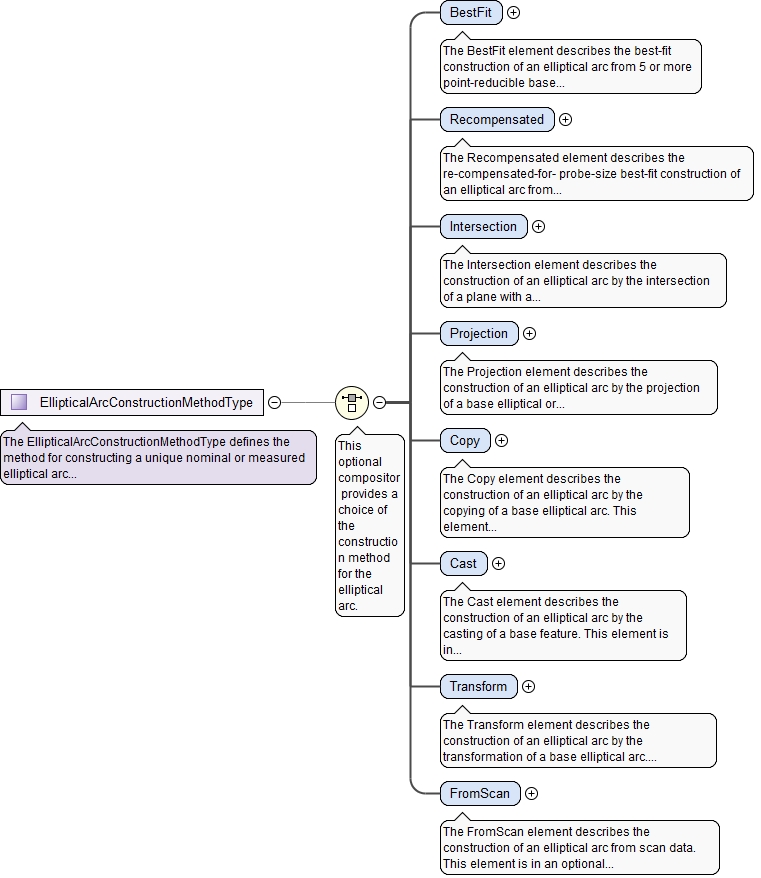 EllipticalArcConstructionMethodType
The EllipticalArcConstructionMethodType defines the
method for constructing a unique nominal or measured
elliptical arc...
This
optional
compositor
provides a
choice of
the
constructio
n method
for the
elliptical
arc.
BestFit
The BestFit element describes the best-fit
construction of an elliptical arc from 5 or more
point-reducible base...
Recompensated
The Recompensated element describes the
re-compensated-for- probe-size best-fit construction of
an elliptical arc from...
Intersection
The Intersection element describes the
construction of an elliptical arc by the intersection
of a plane with a...
Projection
The Projection element describes the
construction of an elliptical arc by the projection
of a base elliptical or...
Copy
The Copy element describes the
construction of an elliptical arc by the
copying of a base elliptical arc. This
element...
Cast
The Cast element describes the
construction of an elliptical arc by the
casting of a base feature. This element is
in...
Transform
The Transform element describes the
construction of an elliptical arc by the
transformation of a base elliptical arc....
FromScan
The FromScan element describes the
construction of an elliptical arc from scan data.
This element is in an optional...